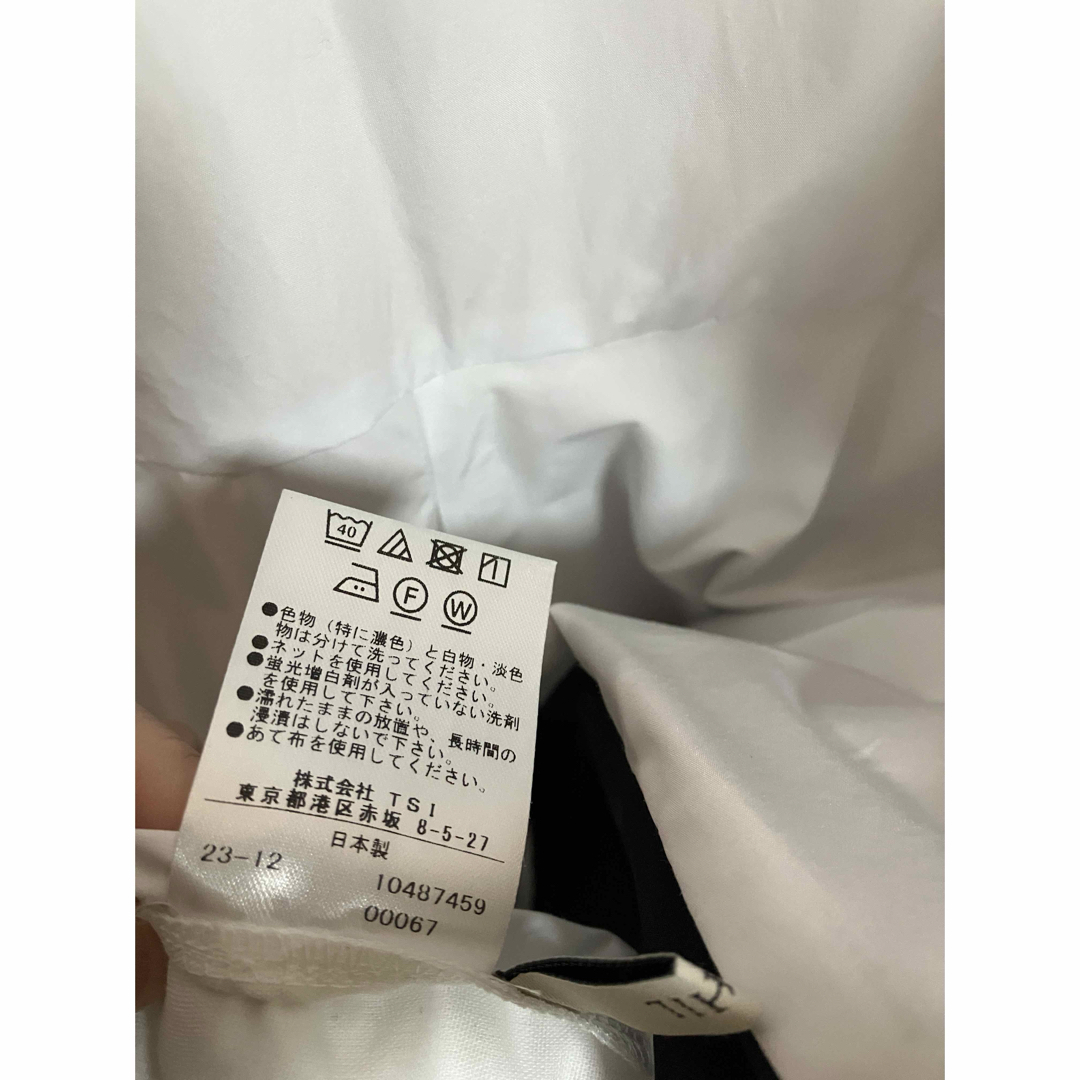 40
F W
●色物（特に濃色）と白物・淡色
物は分けて洗ってください。
●ネットを使用してください。
●蛍光増白剤が入っていない洗剤
を使用して下さい。
●濡れたままの放置や、長時間の
浸漬はしないで下さい。
●あて布を使用してください。
株式会社 TSI
東京都港区赤坂 8-5-27
日本製
23-12
10487459
00067